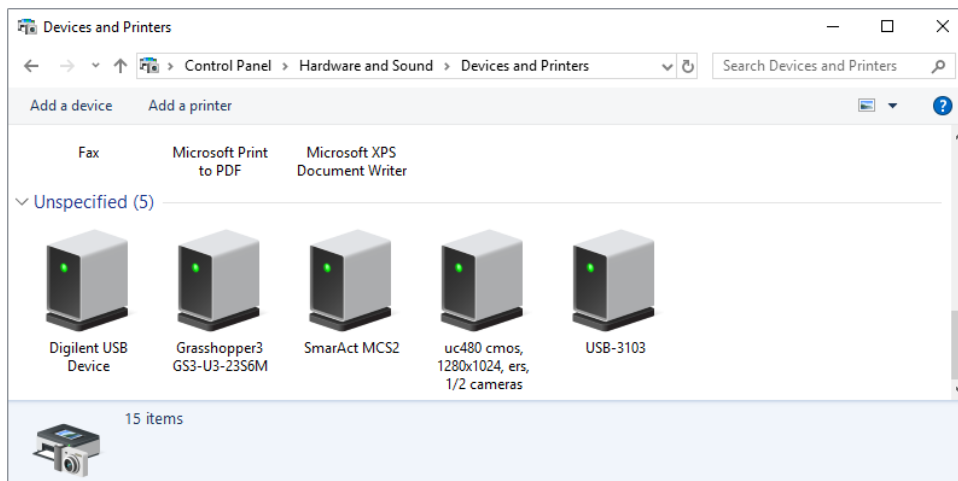 Devices and Printers
Control Panel > Hardware and Sound > Devices and Printers
Search Devices and Printers
Add a device
Add a printer
?
Fax
Microsoft Print
to PDF
Microsoft XPS
Document Writer
Unspecified (5)
Digilent USB
Device
Grasshopper3
GS3-U3-23S6M
SmarAct MCS2
uc480 cmos,
1280x1024, ers,
1/2 cameras
USB-3103
15 items